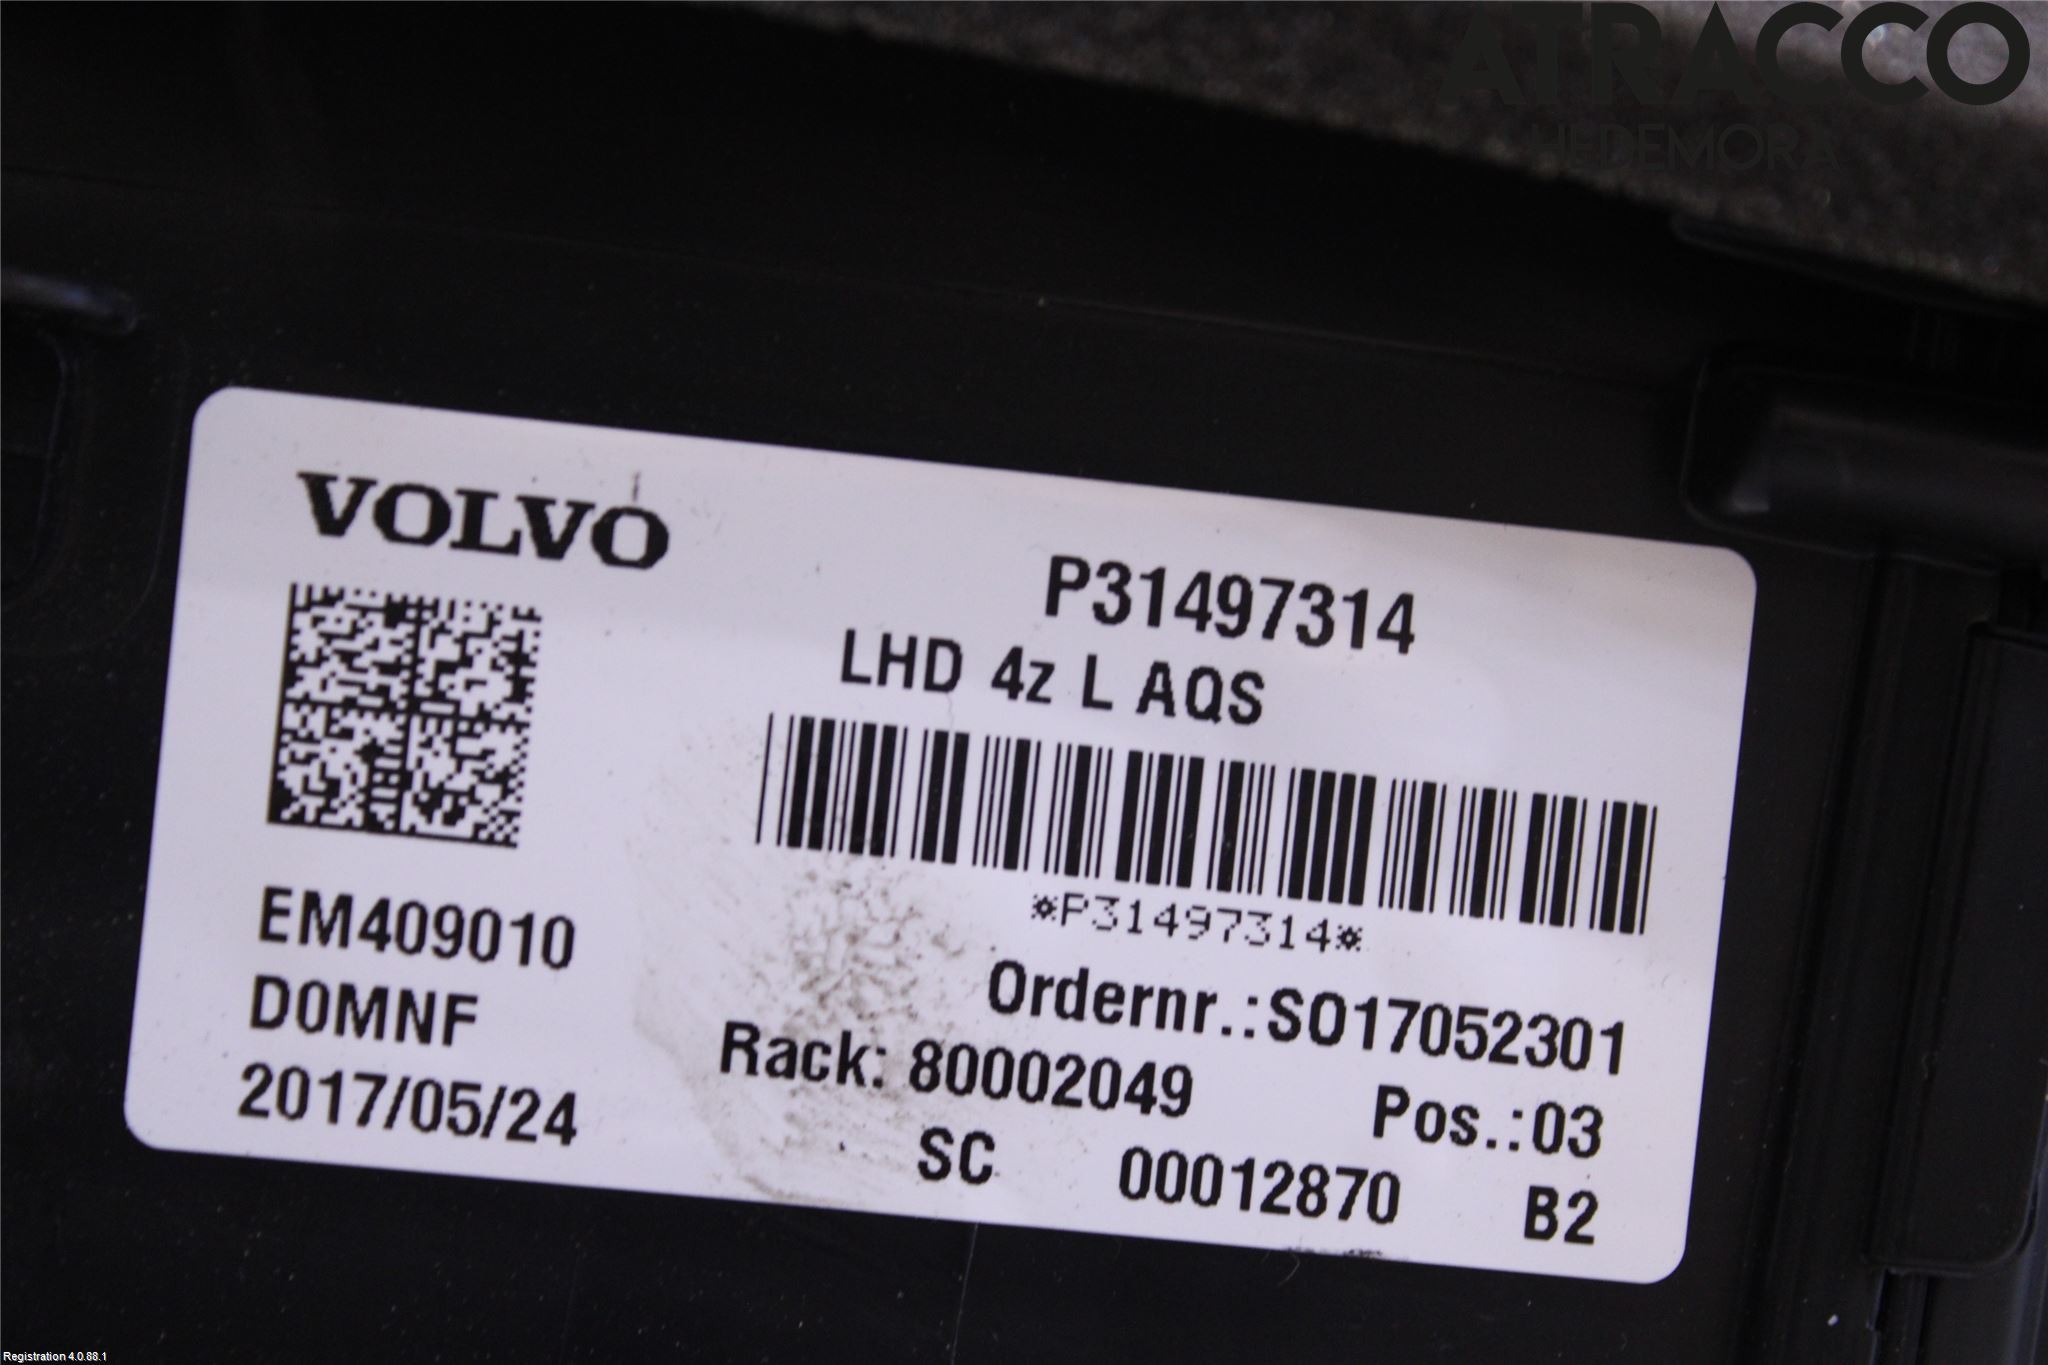 ATRACCO
HEDEMORA
VOLVO
P31497314
LHD 4z L AQS
*P31497314*
EM409010
D0MNF
2017/05/24
Ordernr.:SO17052301
Rack: 80002049 Pos.:03
SC 00012870 B2
Registration 4.0.88.1